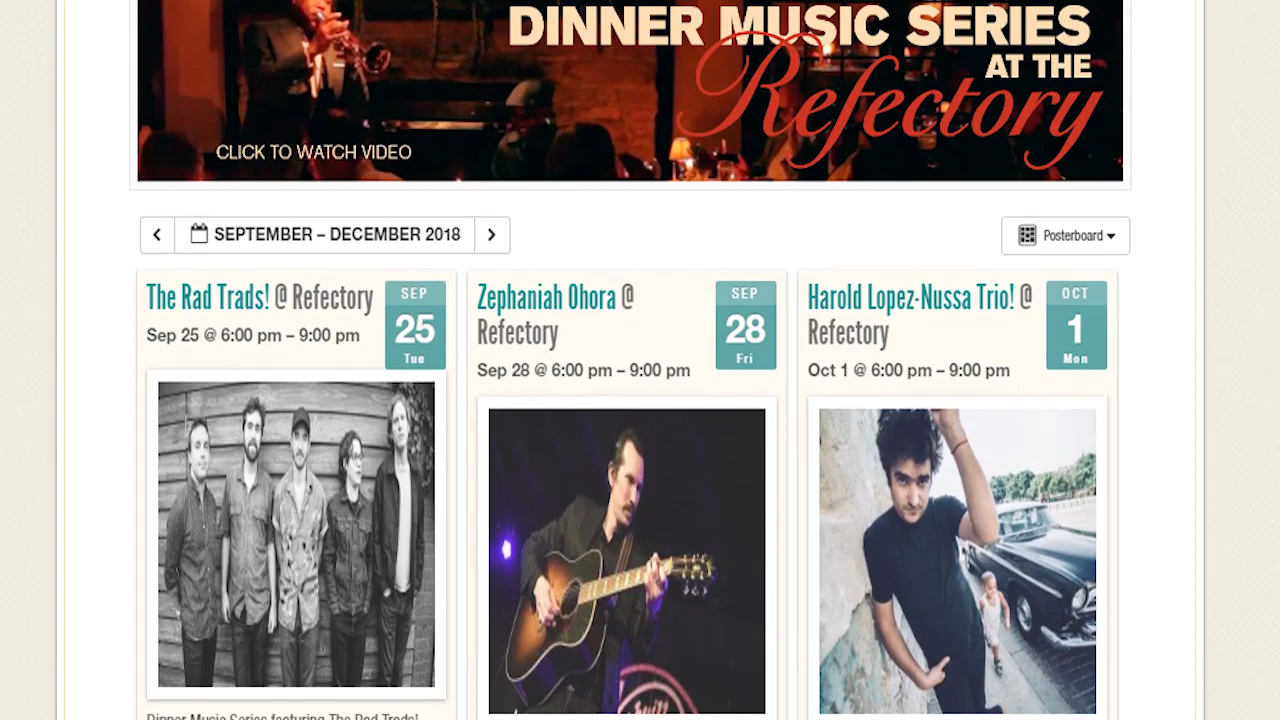 DINNER MUSIC SERIES
AT THE
Refectory
CLICK TO WATCH VIDEO
SEPTEMBER – DECEMBER 2018
Posterboard
The Rad Trads! @ Refectory
Sep 25 @ 6:00 pm – 9:00 pm
SEP
25
Tue
Zephaniah Ohora @
Refectory
Sep 28 @ 6:00 pm – 9:00 pm
SEP
28
Fri
Harold Lopez-Nussa Trio! @
Refectory
Oct 1 @ 6:00 pm – 9:00 pm
OCT
1
Mon
Dinner Music Series featuring The Rad Trads!